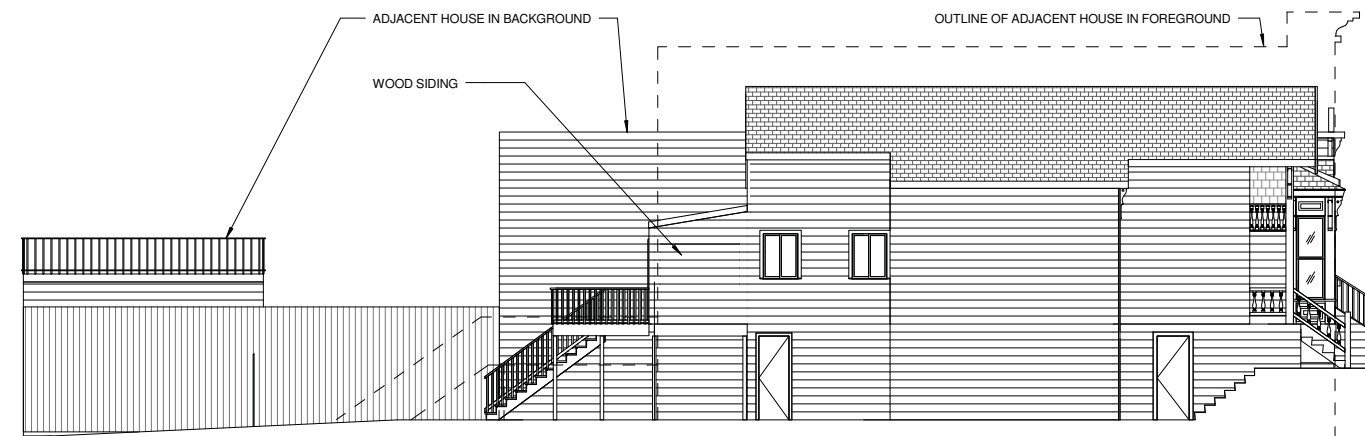 ADJACENT HOUSE IN BACKGROUND
OUTLINE OF ADJACENT HOUSE IN FOREGROUND
WOOD SIDING